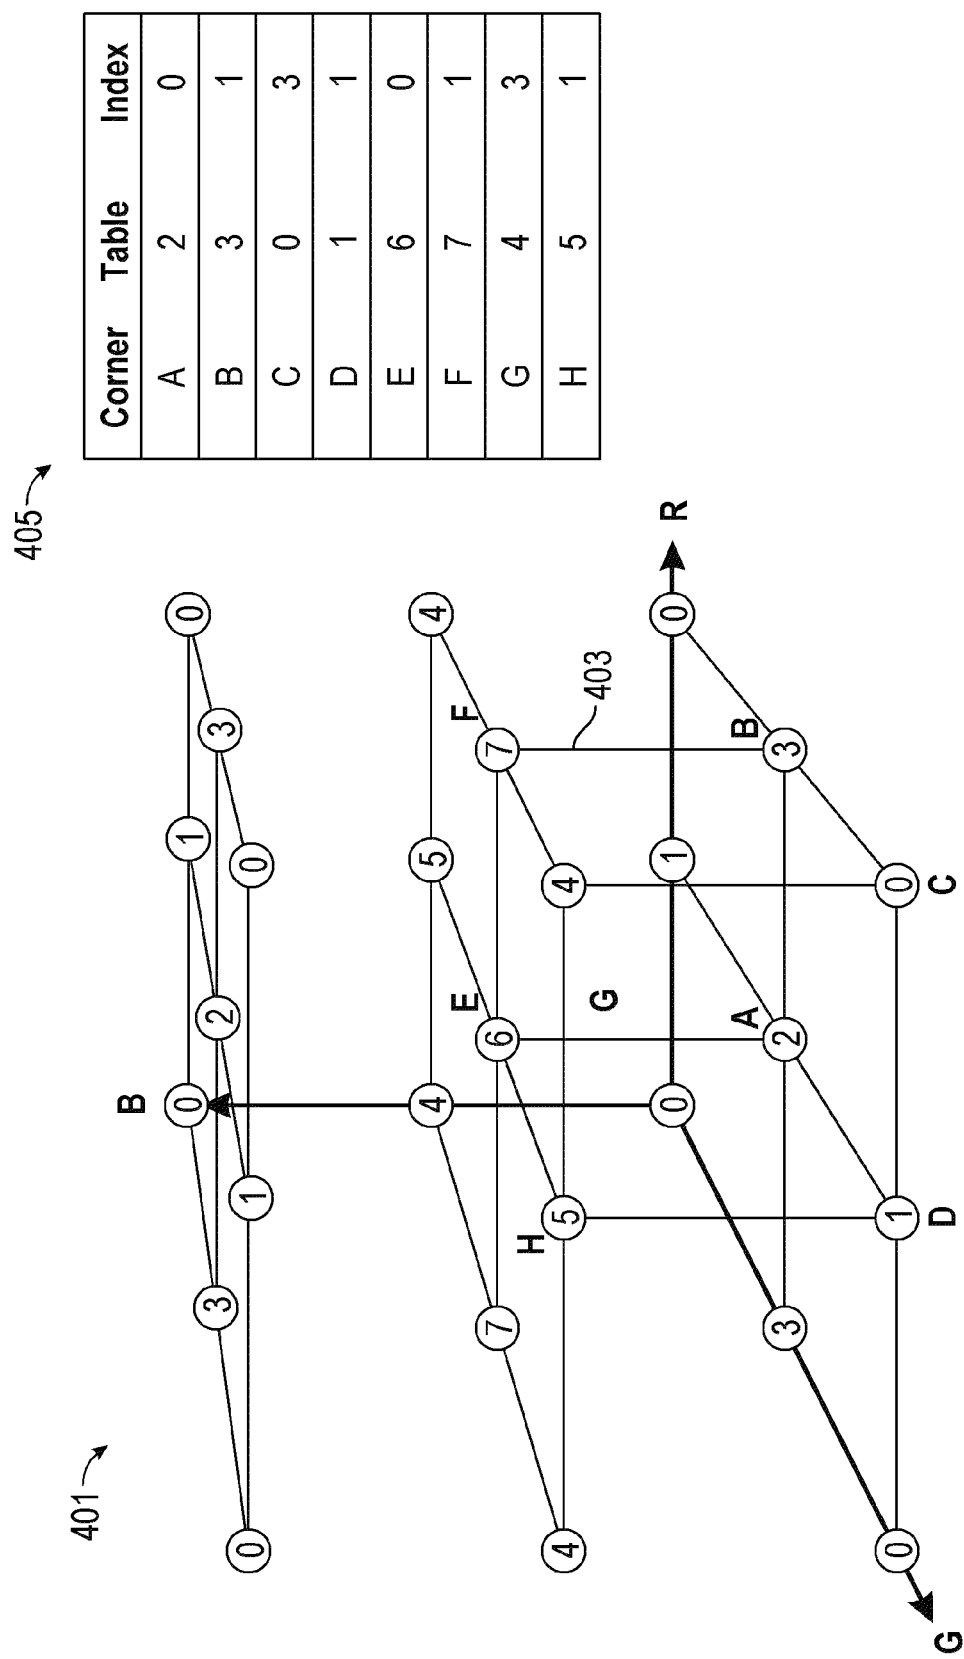 401
B
0 1 0
3 2 3
0 1 0
4 5 4
E F
7 6 7
H
4 5 4
G 403
0 1 0 R
A B
3 2 3
0 1 0
G D C
405
Corner Table Index
A 2 0
B 3 1
C 0 3
D 1 1
E 6 0
F 7 1
G 4 3
H 5 1